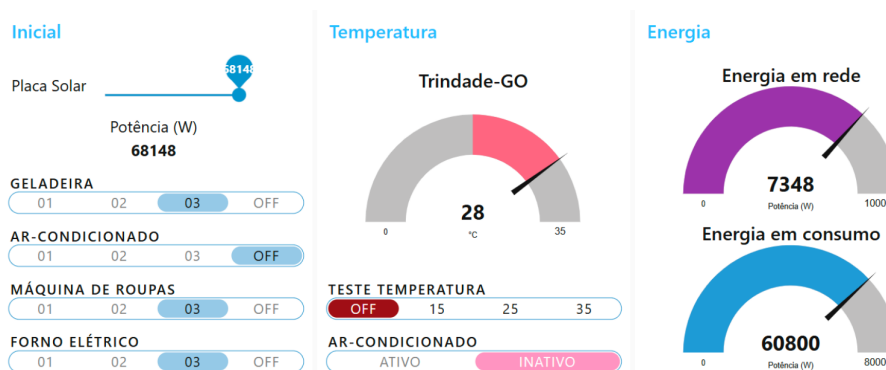 Inicial
Placa Solar
68148
Potência (W)
68148
GELADEIRA
01 02 03 OFF
AR-CONDICIONADO
01 02 03 OFF
MÁQUINA DE ROUPAS
01 02 03 OFF
FORNO ELÉTRICO
01 02 03 OFF
Temperatura
Trindade-GO
28
°C
0 35
TESTE TEMPERATURA
OFF 15 25 35
AR-CONDICIONADO
ATIVO INATIVO
Energia
Energia em rede
7348
Potência (W)
0 1000
Energia em consumo
60800
Potência (W)
0 8000